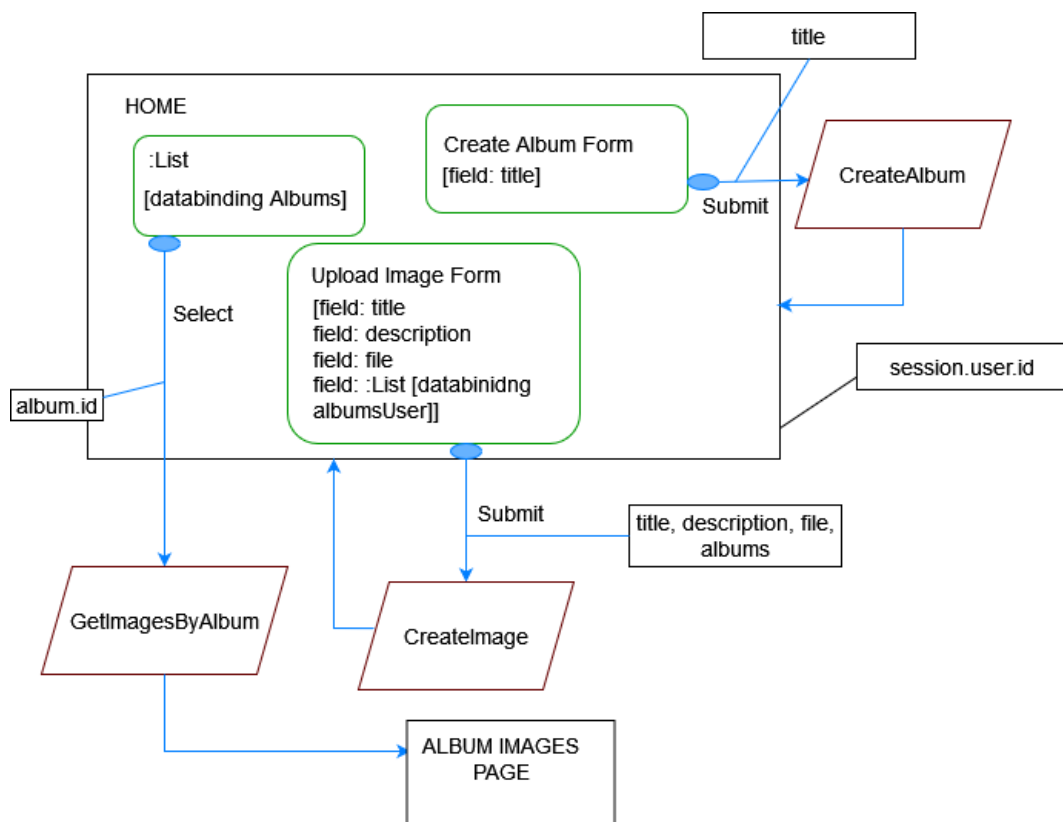 title
HOME
:List
[databinding Albums]
Create Album Form
[field: title]
Submit
CreateAlbum
Upload Image Form
[field: title
field: description
field: file
field: :List [databinidng
albumsUser]]
Select
session.user.id
album.id
Submit
title, description, file,
albums
GetImagesByAlbum
CreateImage
ALBUM IMAGES
PAGE